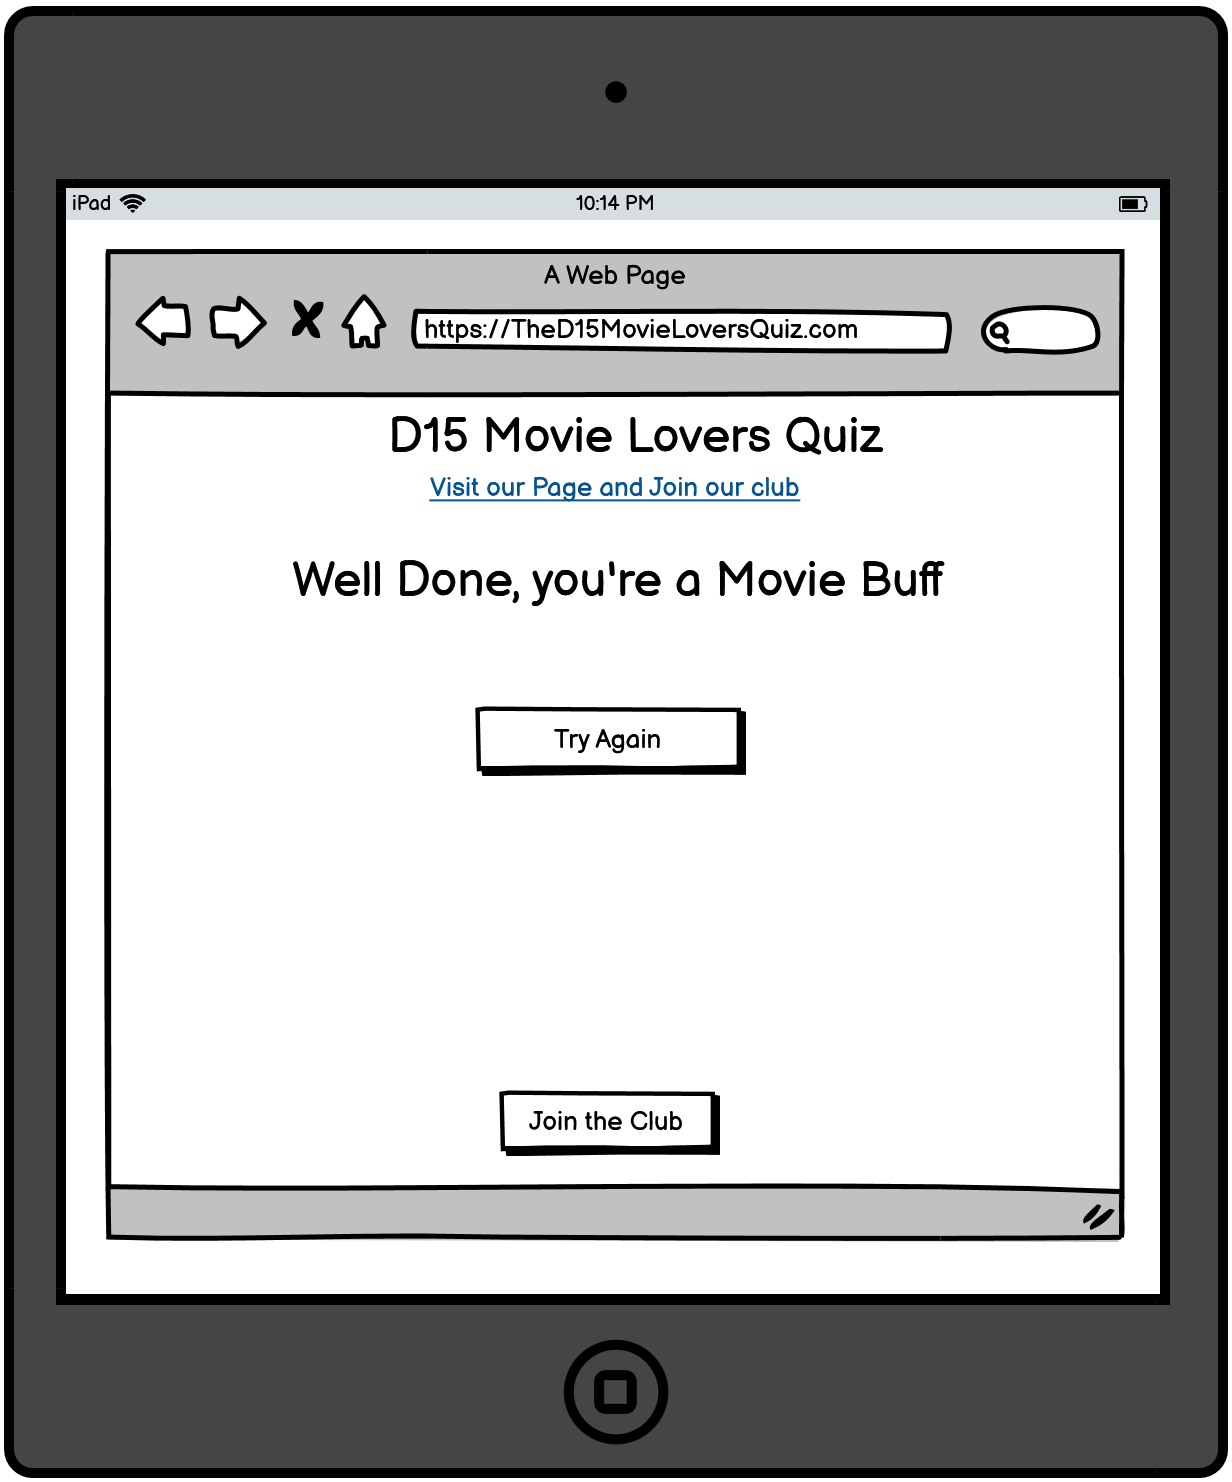 iPad
10:14 PM
A Web Page
https://TheD15MovieLoversQuiz.com
D15 Movie Lovers Quiz
Visit our Page and Join our club
Well Done, you're a Movie Buff
Try Again
Join the Club